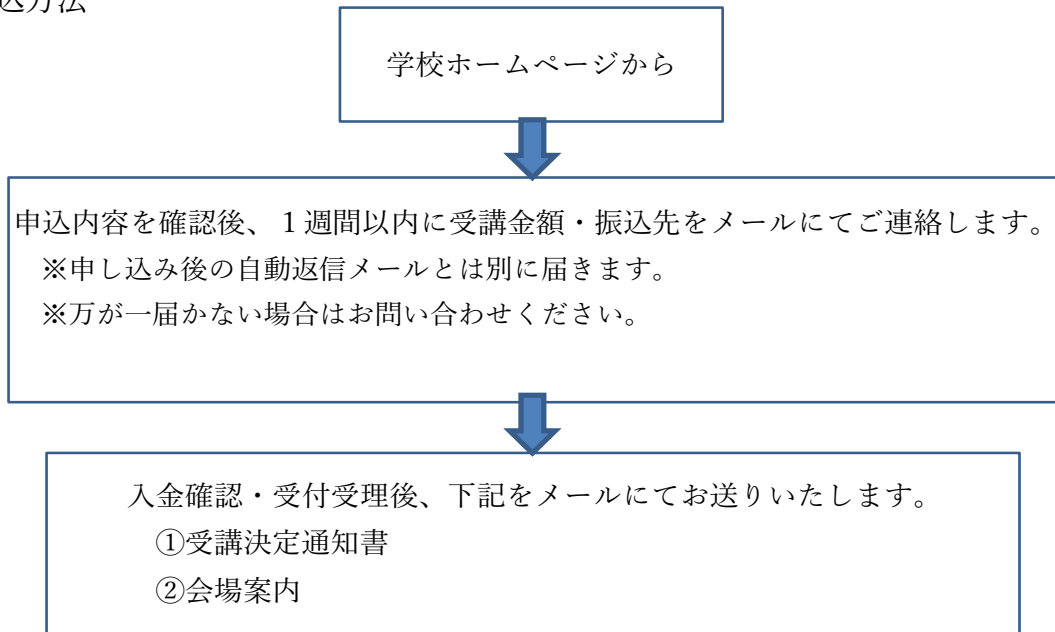 込方法
学校ホームページから
申込内容を確認後、１週間以内に受講金額・振込先をメールにてご連絡します。
※申し込み後の自動返信メールとは別に届きます。
※万が一届かない場合はお問い合わせください。
入金確認・受付受理後、下記をメールにてお送りいたします。
①受講決定通知書
②会場案内